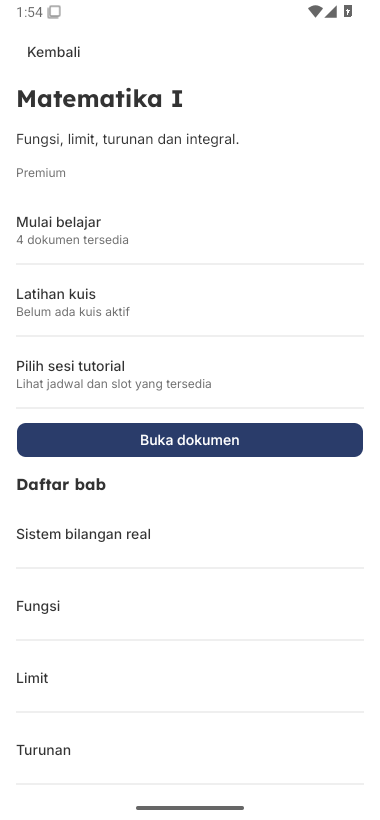 1:54
Kembali
Matematika I
Fungsi, limit, turunan dan integral.
Premium
Mulai belajar
4 dokumen tersedia
Latihan kuis
Belum ada kuis aktif
Pilih sesi tutorial
Lihat jadwal dan slot yang tersedia
Buka dokumen
Daftar bab
Sistem bilangan real
Fungsi
Limit
Turunan